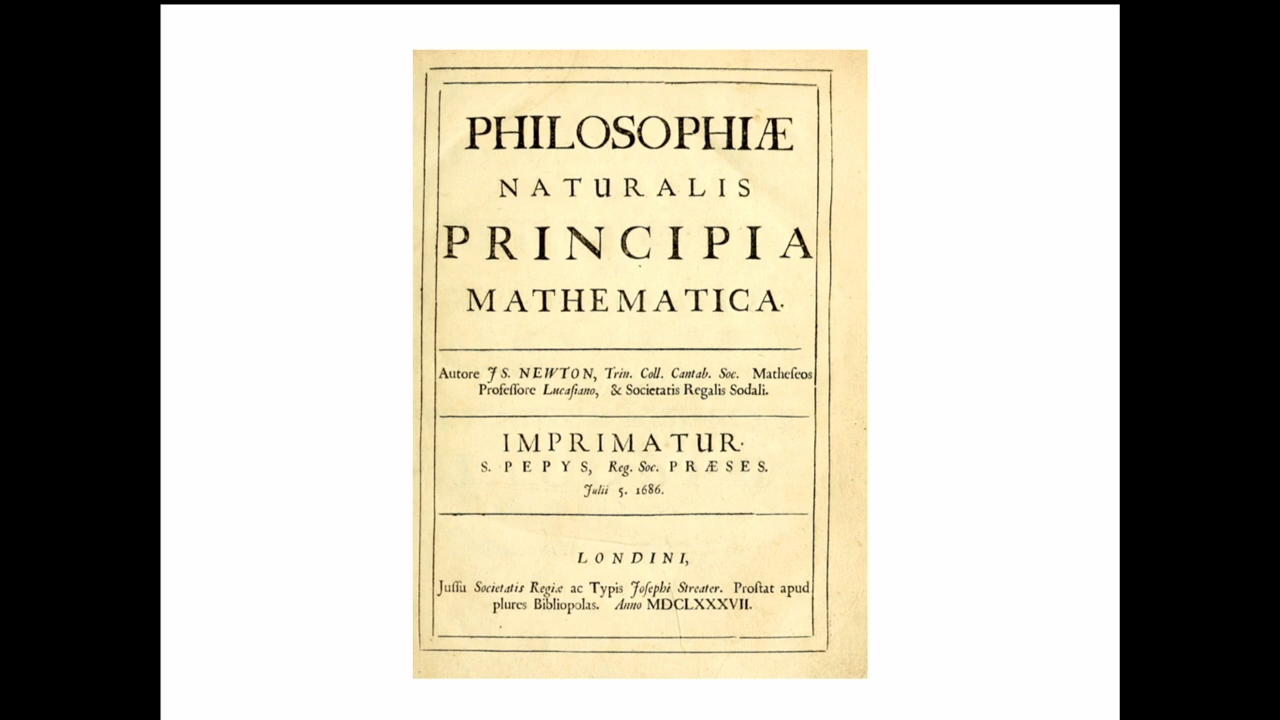 PHILOSOPHIÆ
NATURALIS
PRINCIPIA
MATHEMATICA.
Autore JS. NEWTON, Trin. Coll. Cantab. Soc. Matheſeos
Profeſſore Lucaſiano, & Societatis Regalis Sodali.
IMPRIMATUR.
S. PEPYS, Reg. Soc. PRÆSES.
Julii 5. 1686.
LONDINI,
Juſſu Societatis Regiæ ac Typis Joſephi Streater. Proſtat apud
plures Bibliopolas. Anno MDCLXXXVII.